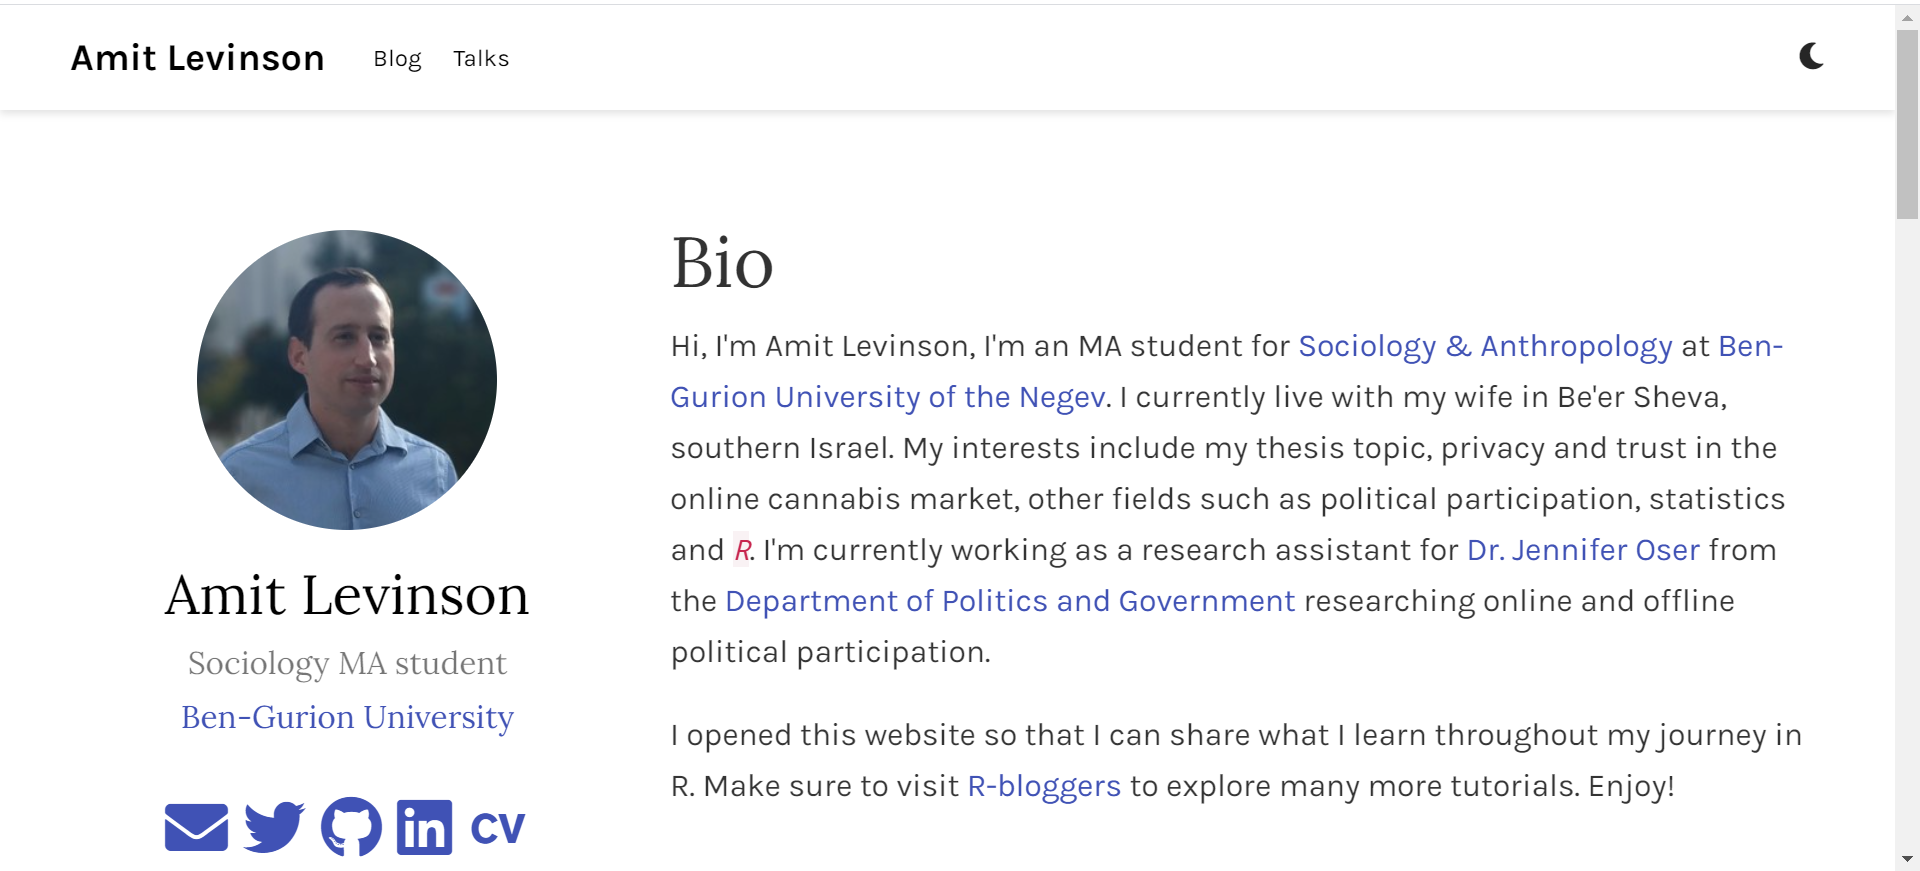 Amit Levinson Blog Talks
Bio
Hi, I'm Amit Levinson, I'm an MA student for Sociology & Anthropology at Ben-
Gurion University of the Negev. I currently live with my wife in Be'er Sheva,
southern Israel. My interests include my thesis topic, privacy and trust in the
online cannabis market, other fields such as political participation, statistics
and R. I'm currently working as a research assistant for Dr. Jennifer Oser from
the Department of Politics and Government researching online and offline
political participation.
I opened this website so that I can share what I learn throughout my journey in
R. Make sure to visit R-bloggers to explore many more tutorials. Enjoy!
Amit Levinson
Sociology MA student
Ben-Gurion University
in CV